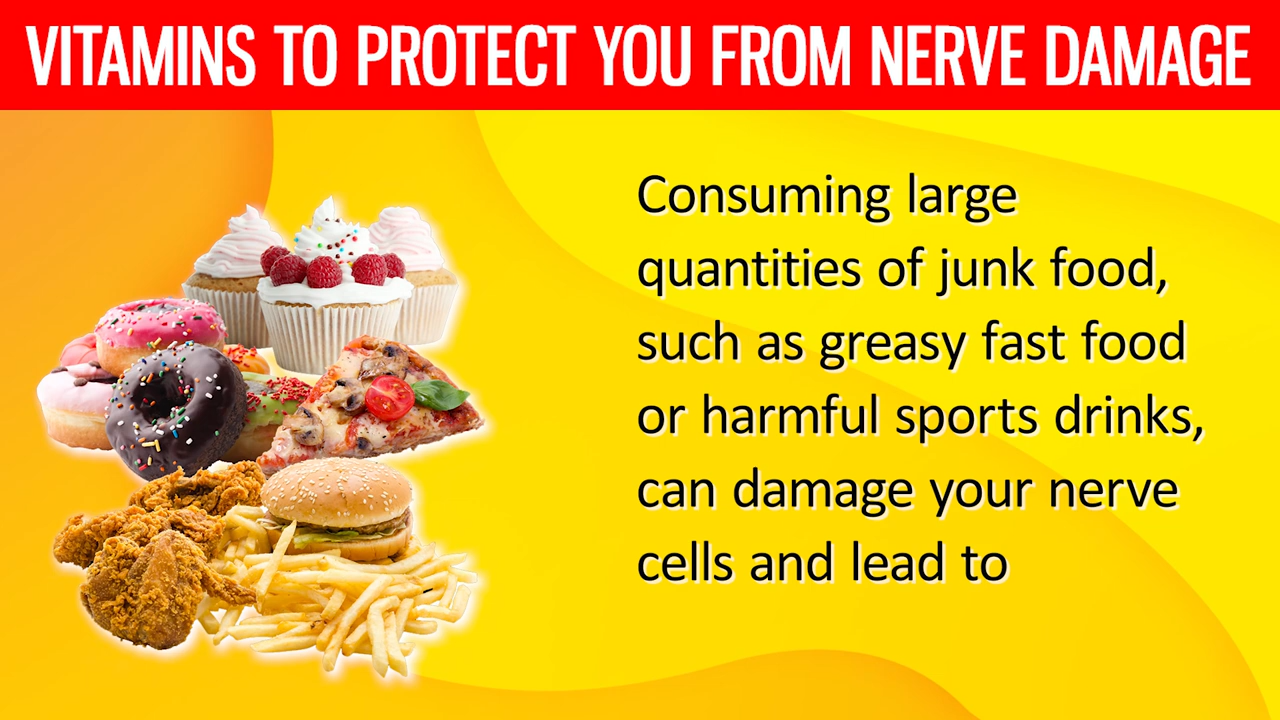 VITAMINS TO PROTECT YOU FROM NERVE DAMAGE
Consuming large
quantities of junk food,
such as greasy fast food
or harmful sports drinks,
can damage your nerve
cells and lead to